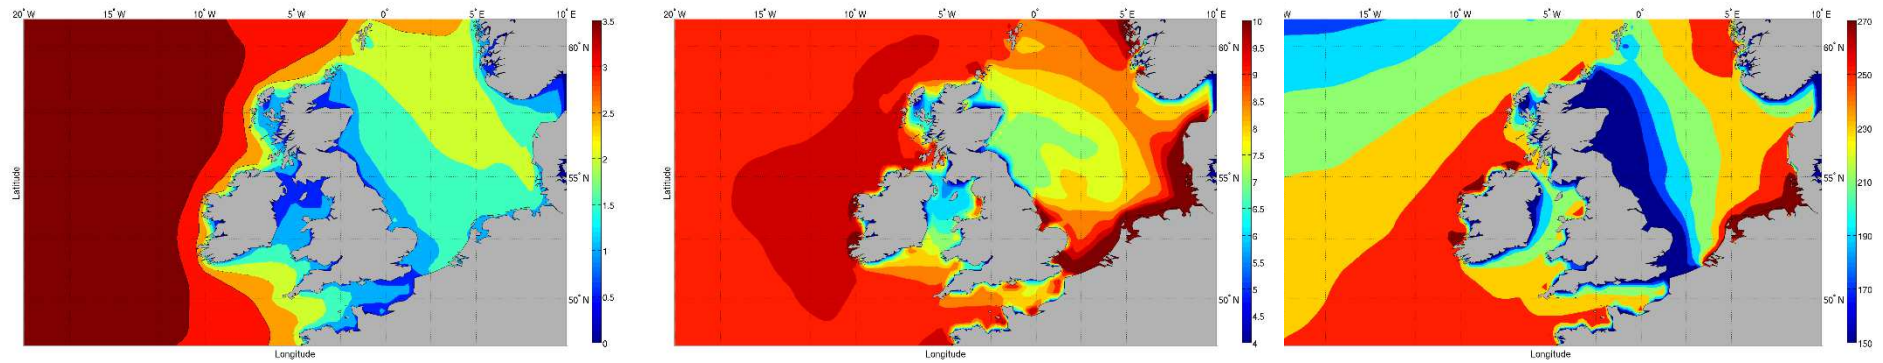 20° W 15° W 10° W 5° W 0° 5° E 10° E
60° N
55° N
50° N
Latitude
Longitude
3.5
3
2.5
2
1.5
1
0.5
0
20° W 15° W 10° W 5° W 0° 5° E
60° N
55° N
50° N
Latitude
Longitude
10
9.5
9
8.5
8
7.5
7
6.5
6
5.5
5
4.5
4
W 15° W 10° W 5° W 0° 5° E 10° E
60° N
55° N
50° N
Longitude
270
250
230
210
190
170
150